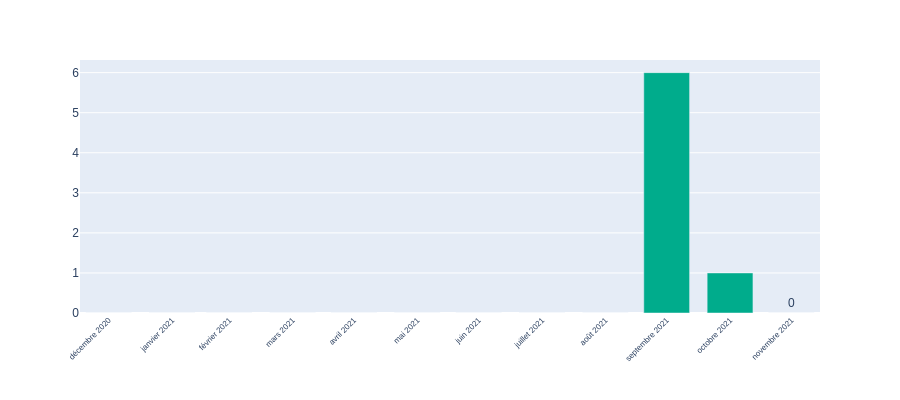 6
5
4
3
2
1
0
0
décembre 2020
janvier 2021
février 2021
mars 2021
avril 2021
mai 2021
juin 2021
juillet 2021
août 2021
septembre 2021
octobre 2021
novembre 2021